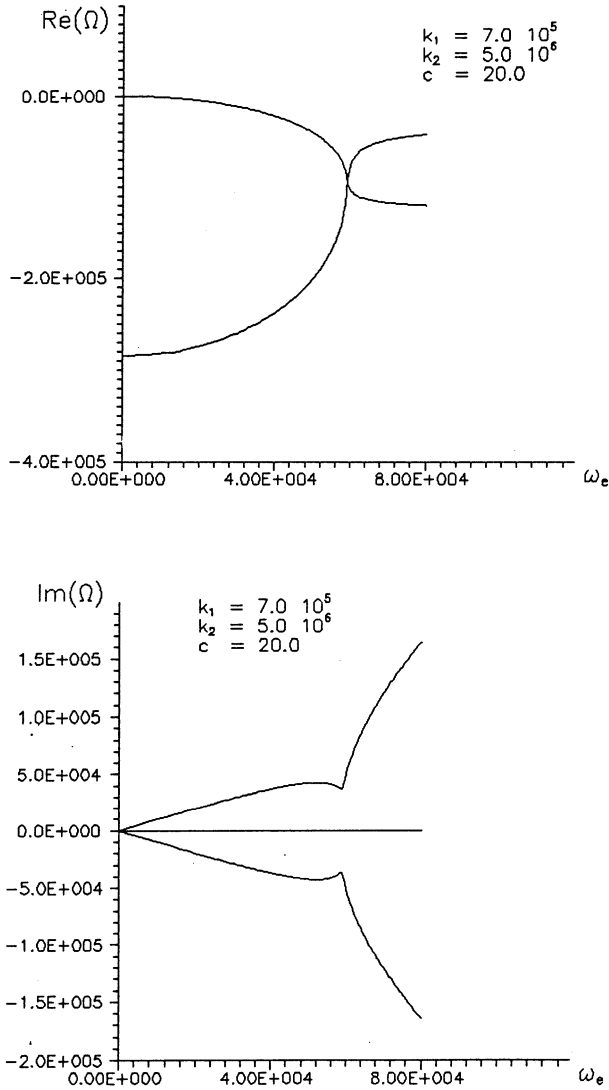 Re(Ω)
k₁ = 7.0 10⁵
k₂ = 5.0 10⁶
c = 20.0
0.0E+000
−2.0E+005
−4.0E+005
0.00E+000 4.00E+004 8.00E+004 ωₑ
Im(Ω)
k₁ = 7.0 10⁵
k₂ = 5.0 10⁶
c = 20.0
1.5E+005
1.0E+005
5.0E+004
0.0E+000
−5.0E+004
−1.0E+005
−1.5E+005
−2.0E+005
0.00E+000 4.00E+004 8.00E+004 ωₑ